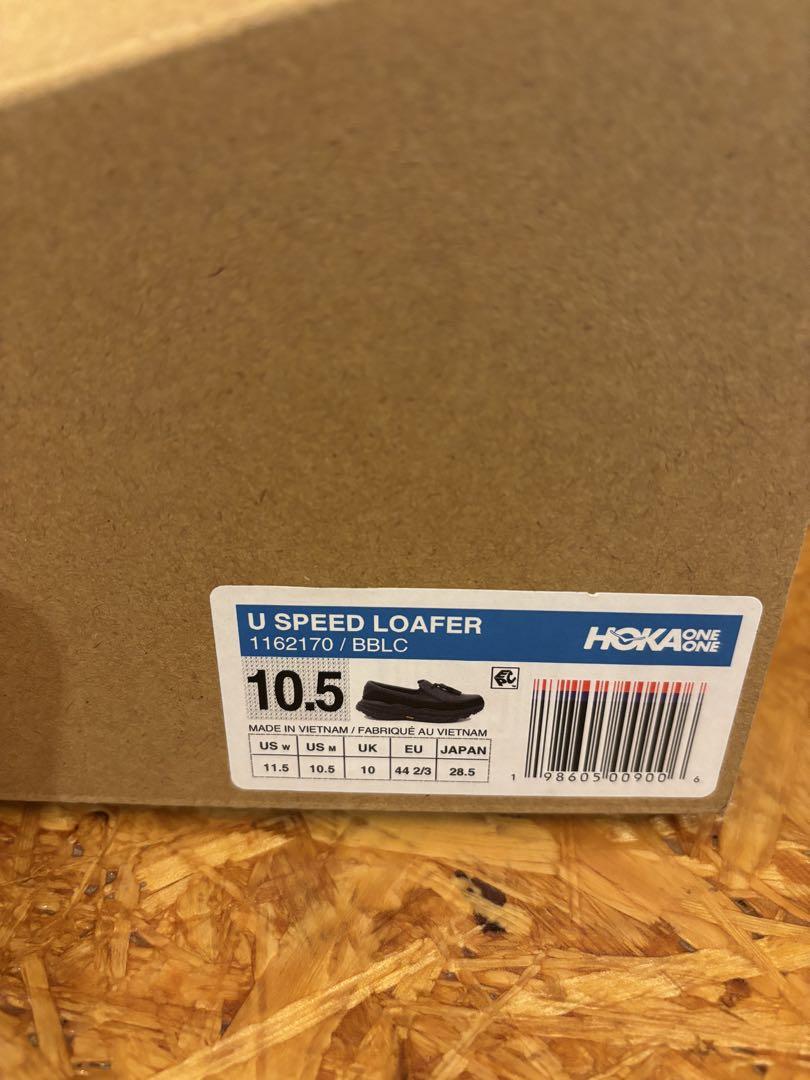 U SPEED LOAFER
1162170 / BBLC
HOKA ONE ONE
10.5
MADE IN VIETNAM / FABRIQUÉ AU VIETNAM
US W US M UK EU JAPAN
11.5 10.5 10 44 2/3 28.5
1 98605 00900 6